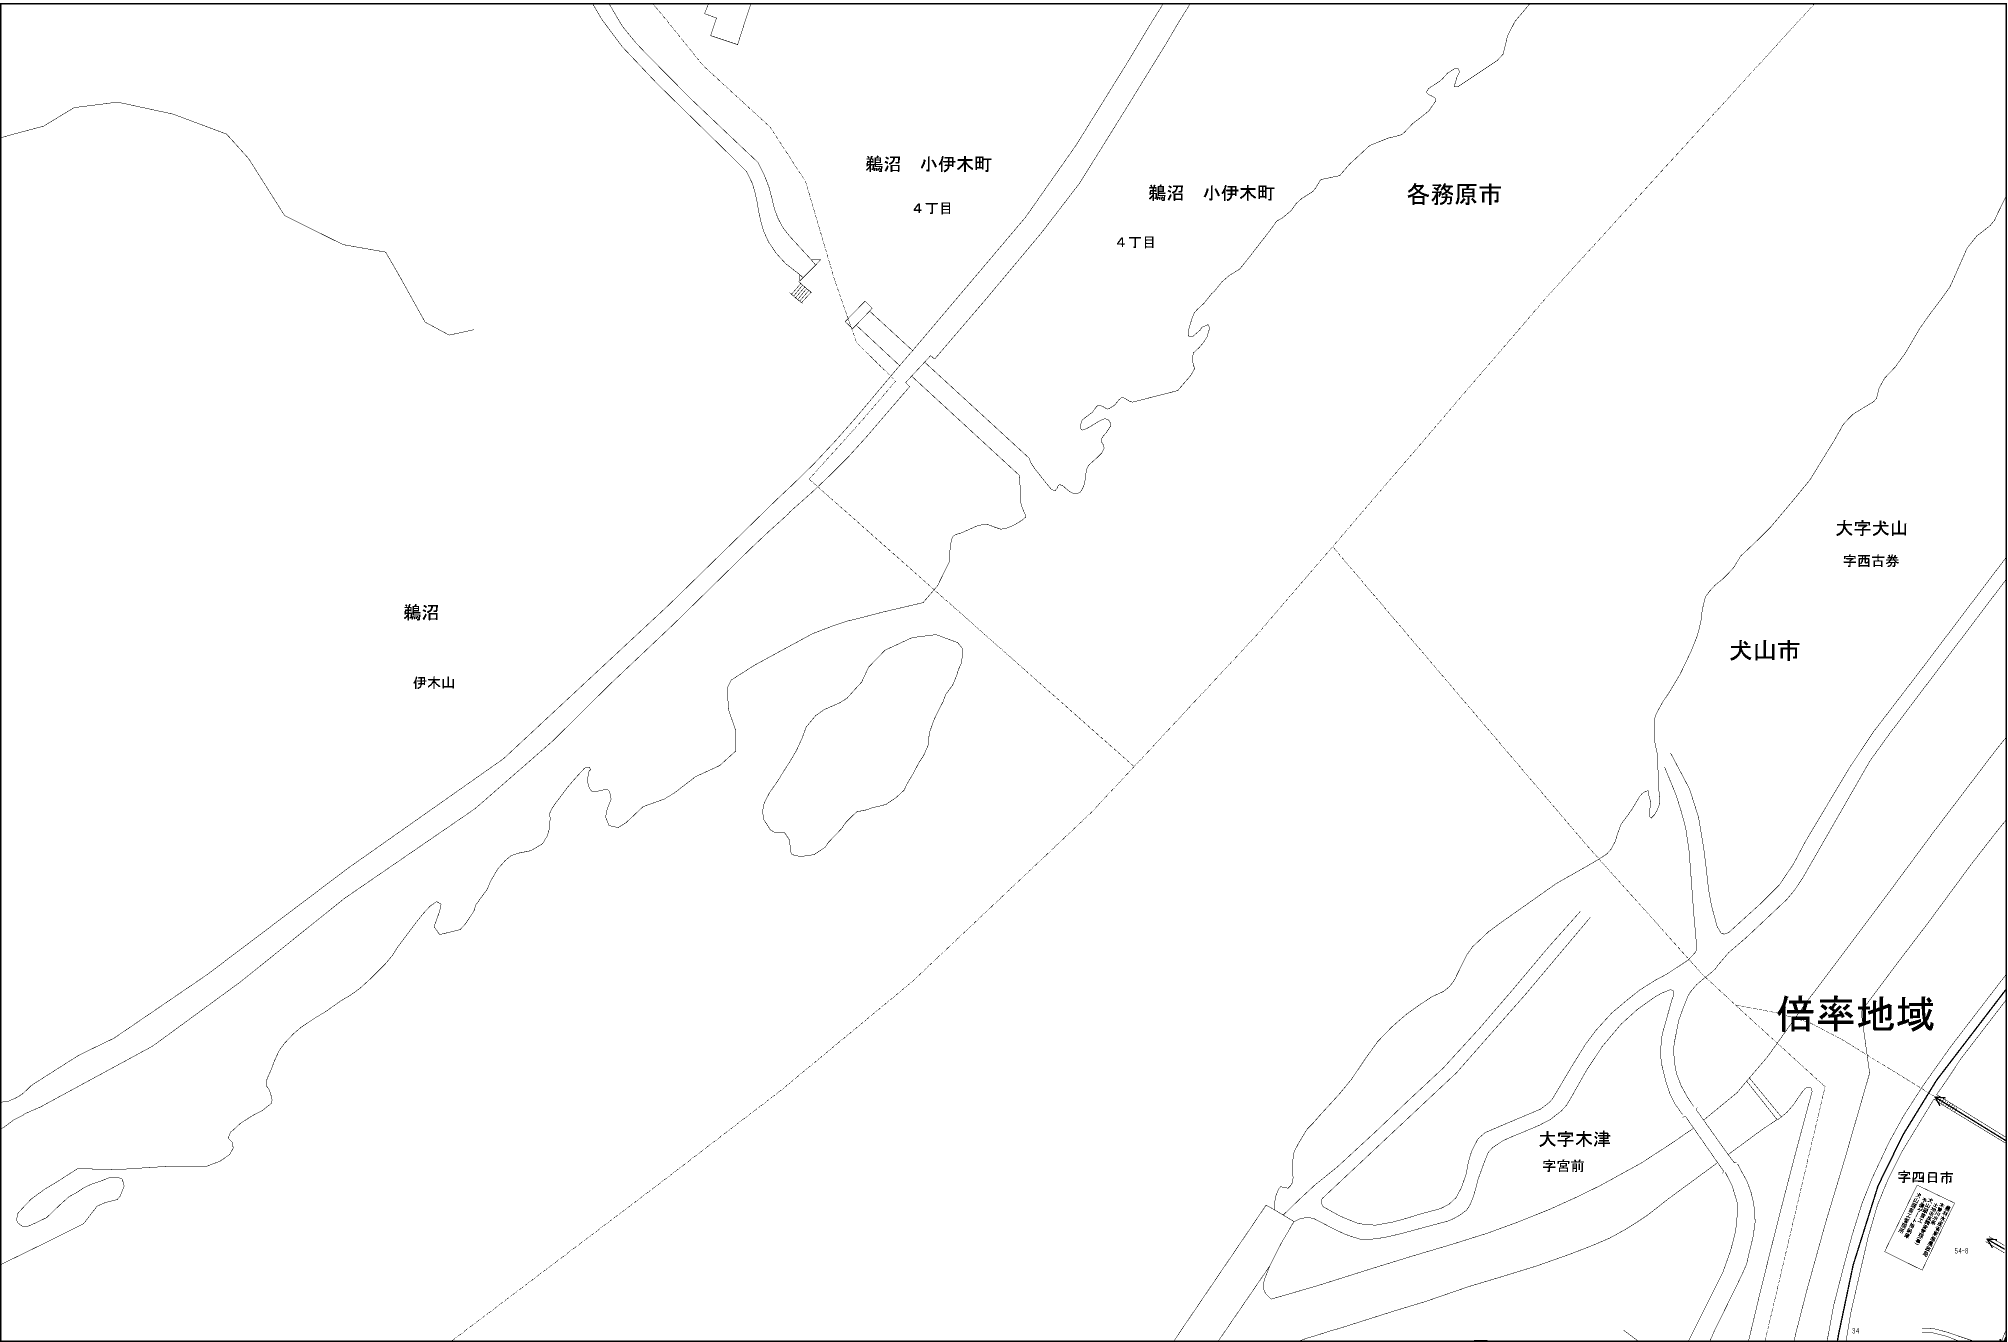 鵜沼　小伊木町
４丁目
鵜沼　小伊木町
４丁目
各務原市
大字犬山
字西古券
鵜沼
犬山市
伊木山
倍率地域
大字木津
字宮前
字四日市
54-8
34